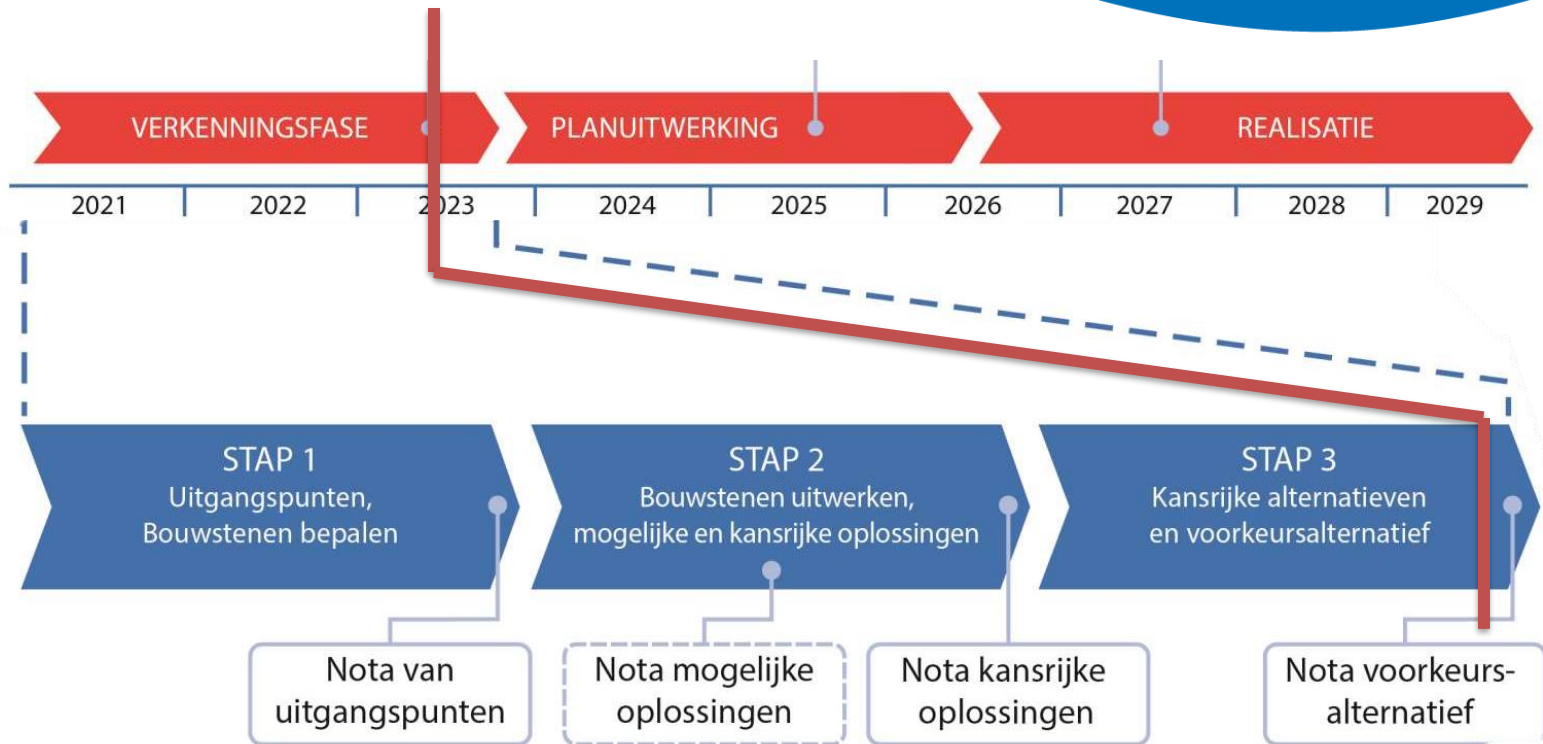 VERKENNINGSFASE
PLANUITWERKING
REALISATIE
2021
2022
2023
2024
2025
2026
2027
2028
2029
STAP 1
Uitgangspunten,
Bouwstenen bepalen
STAP 2
Bouwstenen uitwerken,
mogelijke en kansrijke oplossingen
STAP 3
Kansrijke alternatieven
en voorkeursalternatief
Nota van
uitgangspunten
Nota mogelijke
oplossingen
Nota kansrijke
oplossingen
Nota voorkeurs-
alternatief